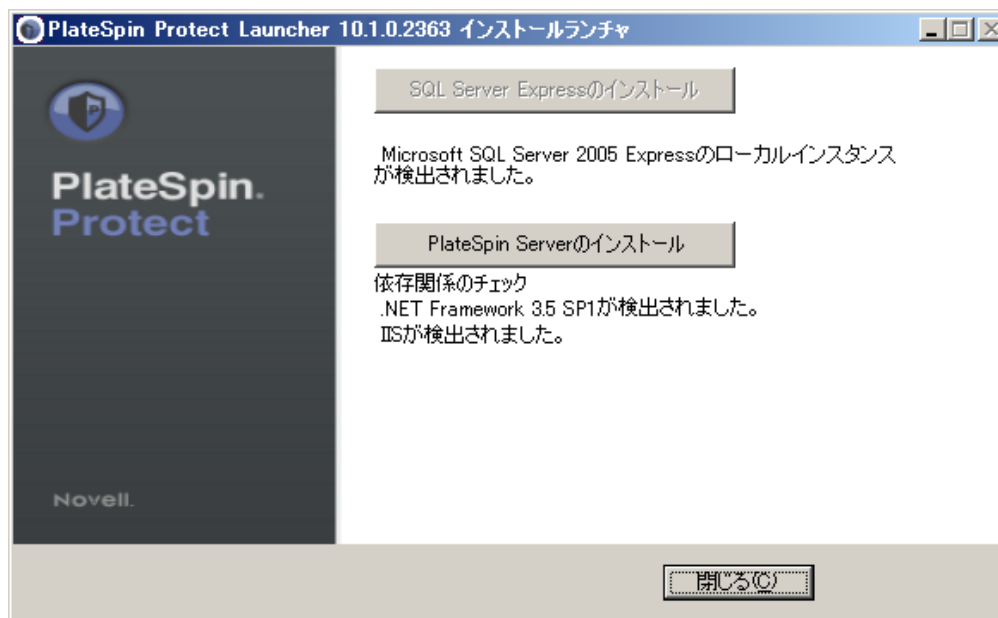 PlateSpin Protect Launcher 10.1.0.2363 インストールランチャ
SQL Server Expressのインストール
Microsoft SQL Server 2005 Expressのローカルインスタンス
が検出されました。
PlateSpin.
Protect
PlateSpin Serverのインストール
依存関係のチェック
.NET Framework 3.5 SP1が検出されました。
IISが検出されました。
Novell.
閉じる(C)